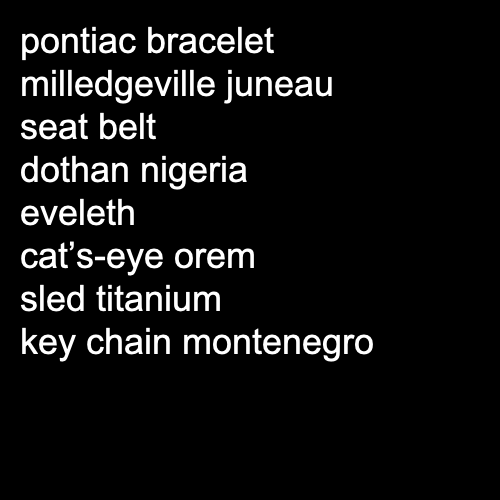 pontiac bracelet
milledgeville juneau
seat belt
dothan nigeria
eveleth
cat’s-eye orem
sled titanium
key chain montenegro